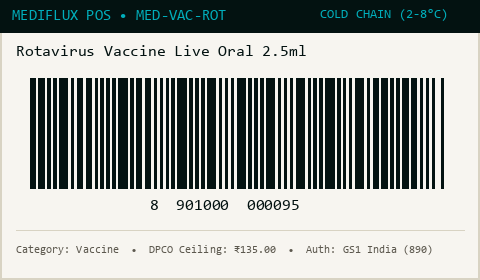 MEDIFLUX POS • MED-VAC-ROT
COLD CHAIN (2-8°C)
Rotavirus Vaccine Live Oral 2.5ml
8 901000 000095
Category: Vaccine • DPCO Ceiling: ₹135.00 • Auth: GS1 India (890)